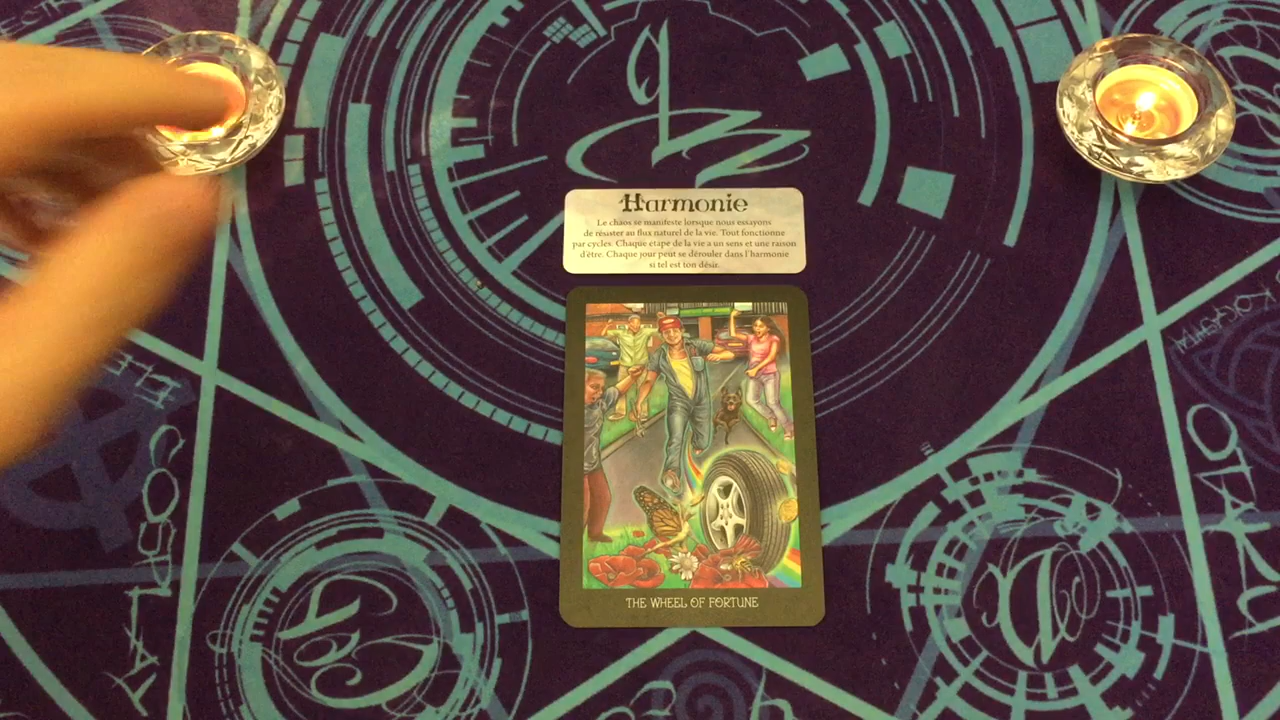 Harmonie
Le chaos se manifeste lorsque nous essayons
de résister au flux naturel de la vie. Tout fonctionne
par cycles. Chaque étape de la vie a un sens et une raison
d'être. Chaque jour peut se dérouler dans l'harmonie
si tel est ton désir.
THE WHEEL OF FORTUNE
COSPLAY
OTAKU